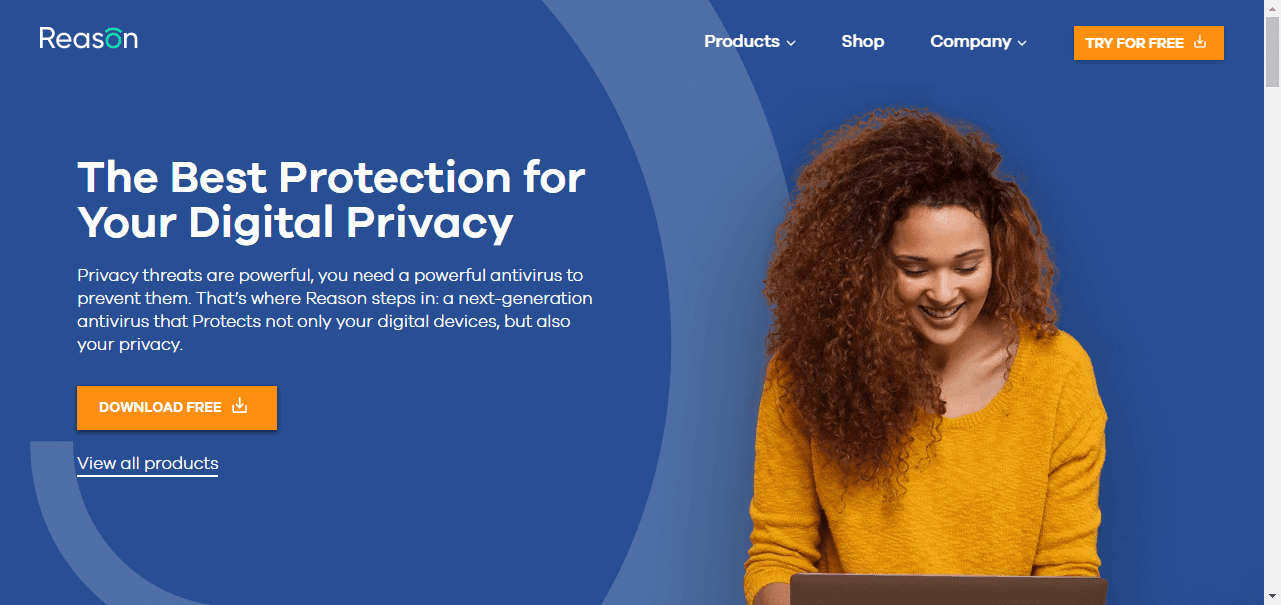 Reason
Products
Shop
Company
TRY FOR FREE
The Best Protection for
Your Digital Privacy
Privacy threats are powerful, you need a powerful antivirus to
prevent them. That’s where Reason steps in: a next-generation
antivirus that Protects not only your digital devices, but also
your privacy.
DOWNLOAD FREE
View all products